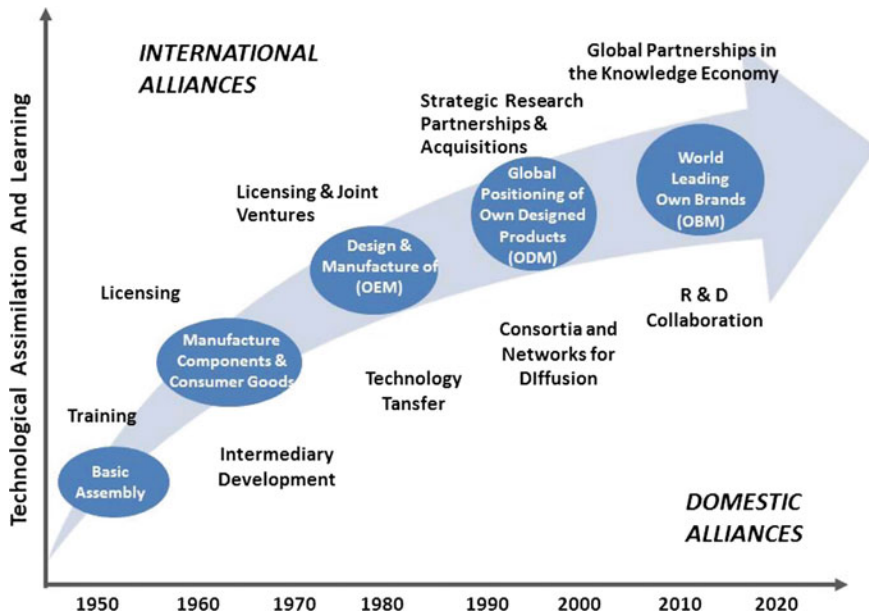 INTERNATIONAL
ALLIANCES
Global Partnerships in
the Knowledge Economy
Strategic Research
Partnerships &
Acquisitions
World
Leading
Own Brands
(OBM)
Global
Positioning of
Own Designed
Products
(ODM)
Licensing & Joint
Ventures
Design &
Manufacture of
(OEM)
R & D
Collaboration
Licensing
Consortia and
Networks for
DIffusion
Manufacture
Components &
Consumer Goods
Technology
Tansfer
Training
Intermediary
Development
Basic
Assembly
DOMESTIC
ALLIANCES
Technological Assimilation And Learning
1950 1960 1970 1980 1990 2000 2010 2020